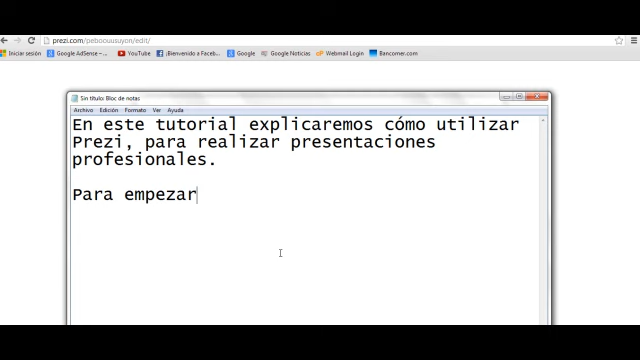 prezi.com/peboouusuyon/edit/
Iniciar sesión Google AdSense –... YouTube ¡Bienvenido a Faceb... Google Google Noticias Webmail Login Bancomer.com
Sin título: Bloc de notas
Archivo Edición Formato Ver Ayuda
En este tutorial explicaremos cómo utilizar
Prezi, para realizar presentaciones
profesionales.
Para empezar